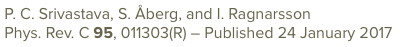 P. C. Srivastava, S. Åberg, and I. Ragnarsson
Phys. Rev. C 95, 011303(R) – Published 24 January 2017